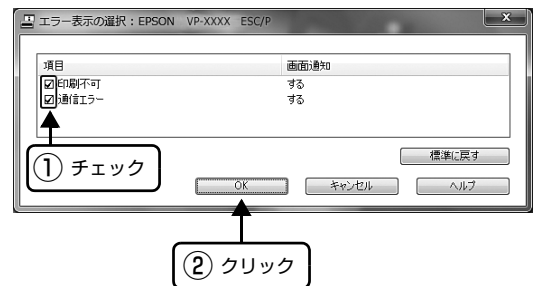 エラー表示の選択：EPSON VP-XXXX ESC/P
項目 画面通知
印刷不可 する
通信エラー する
① チェック
標準に戻す
OK キャンセル ヘルプ
② クリック